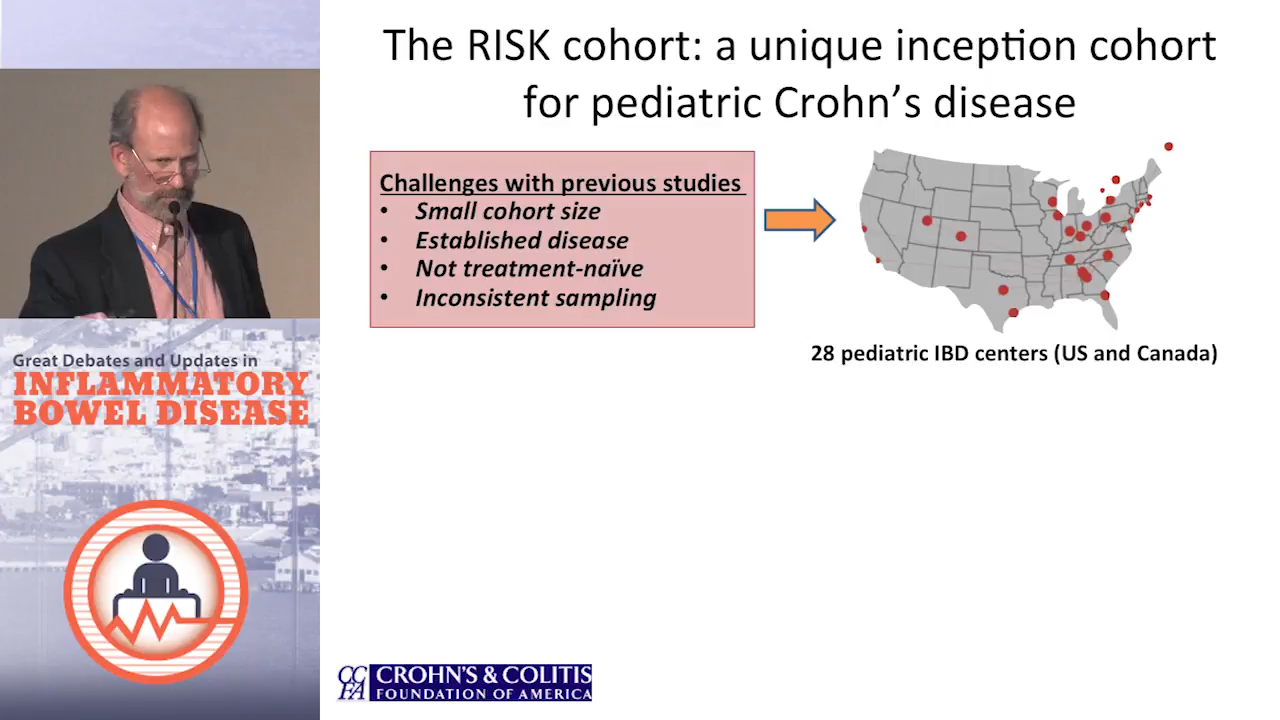 The RISK cohort: a unique inception cohort
for pediatric Crohn's disease
Challenges with previous studies
• Small cohort size
• Established disease
• Not treatment-naïve
• Inconsistent sampling
28 pediatric IBD centers (US and Canada)
Great Debates and Updates in
INFLAMMATORY
BOWEL DISEASE
CCFA
CROHN'S & COLITIS
FOUNDATION OF AMERICA